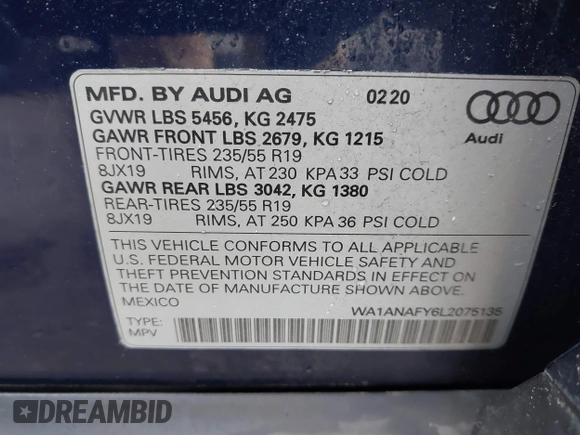 MFD. BY AUDI AG 02 20
GVWR LBS 5456, KG 2475
GAWR FRONT LBS 2679, KG 1215
FRONT-TIRES 235/55 R19
8JX19 RIMS, AT 230 KPA 33 PSI COLD
GAWR REAR LBS 3042, KG 1380
REAR-TIRES 235/55 R19
8JX19 RIMS, AT 250 KPA 36 PSI COLD
Audi
THIS VEHICLE CONFORMS TO ALL APPLICABLE
U.S. FEDERAL MOTOR VEHICLE SAFETY AND
THEFT PREVENTION STANDARDS IN EFFECT ON
THE DATE OF MANUFACTURE SHOWN ABOVE.
MEXICO
WA1ANAFY6L2075135
TYPE:
MPV
DREAMBID